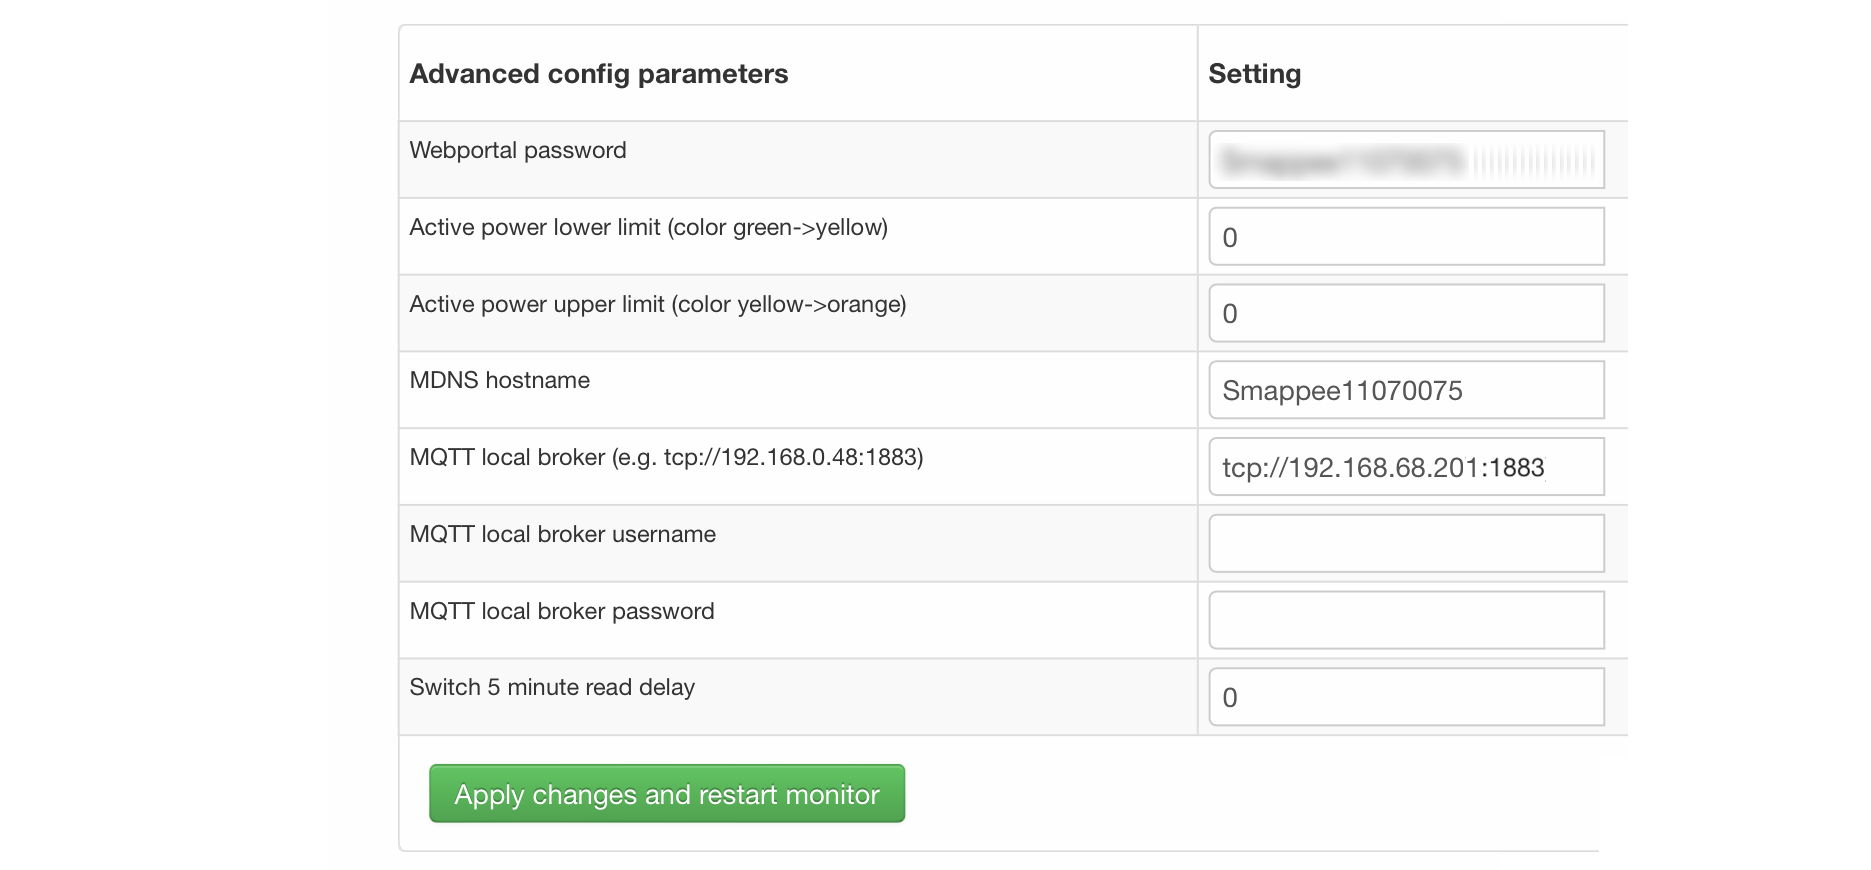 Advanced config parameters
Setting
Webportal password
Active power lower limit (color green->yellow)
0
Active power upper limit (color yellow->orange)
0
MDNS hostname
Smappee11070075
MQTT local broker (e.g. tcp://192.168.0.48:1883)
tcp://192.168.68.201:1883
MQTT local broker username
MQTT local broker password
Switch 5 minute read delay
0
Apply changes and restart monitor